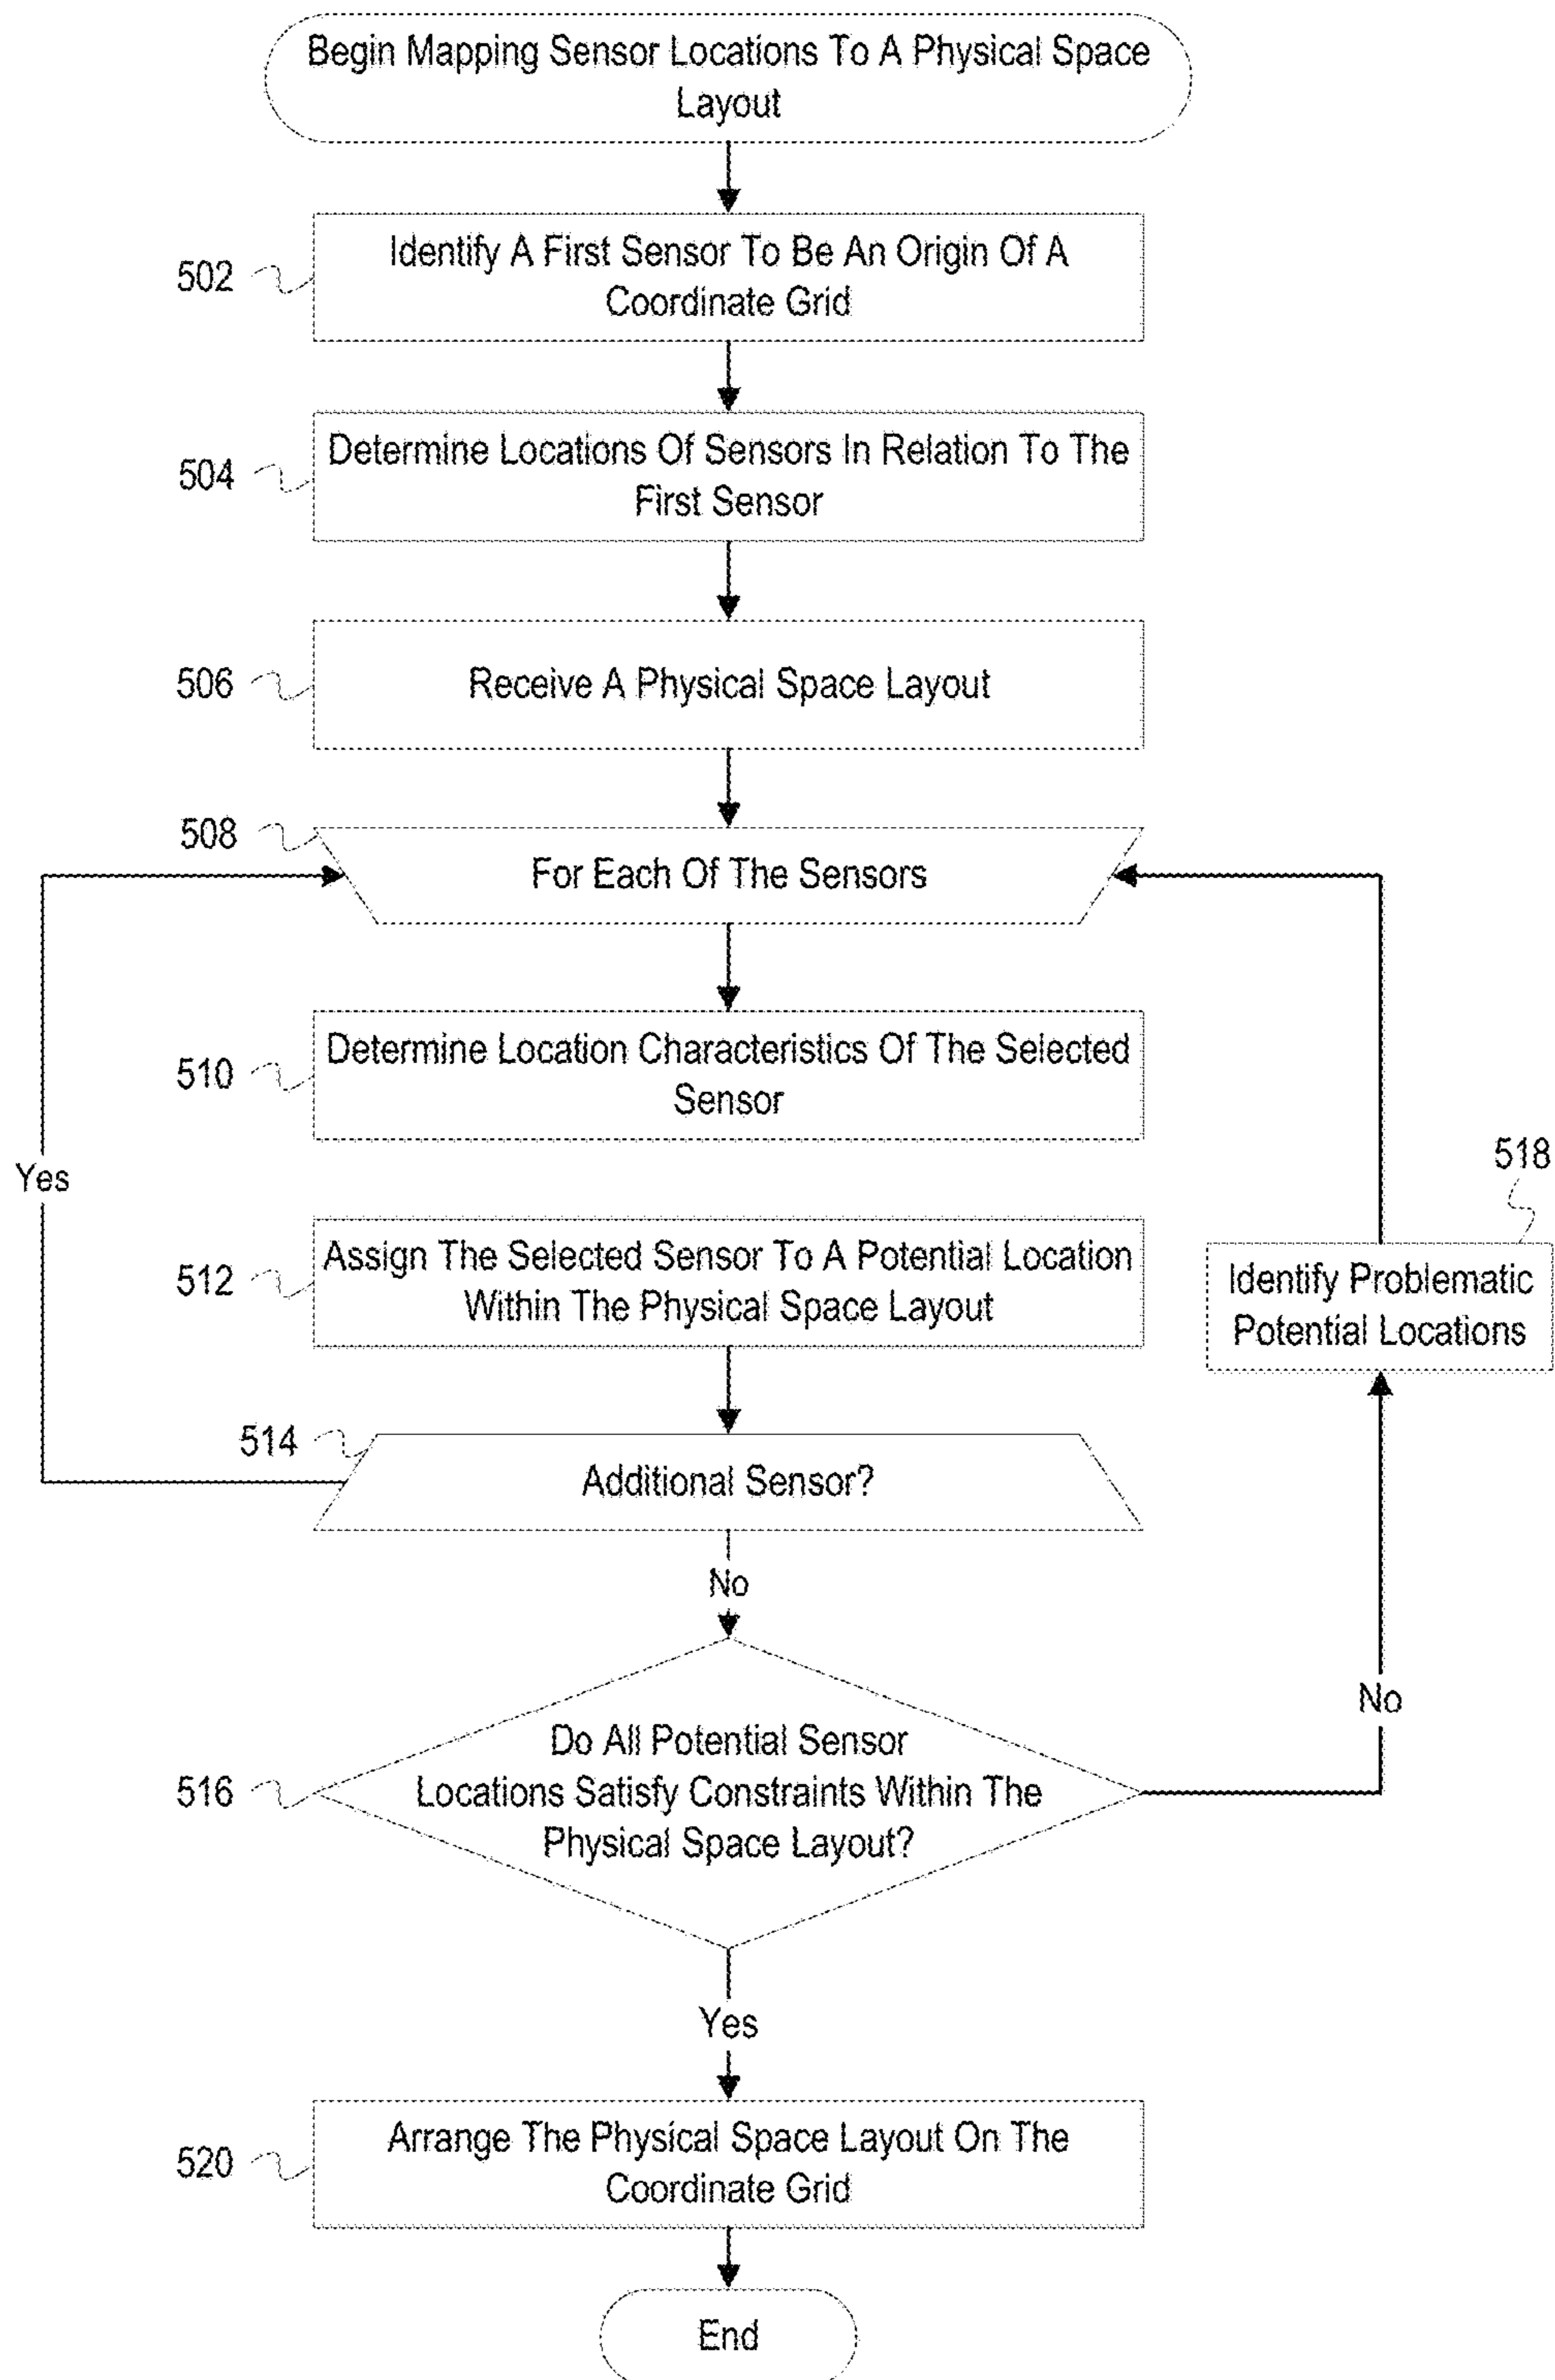 Begin Mapping Sensor Locations To A Physical Space
Layout
502
Identify A First Sensor To Be An Origin Of A
Coordinate Grid
504
Determine Locations Of Sensors In Relation To The
First Sensor
506
Receive A Physical Space Layout
508
For Each Of The Sensors
510
Determine Location Characteristics Of The Selected
Sensor
Yes
518
512
Assign The Selected Sensor To A Potential Location
Within The Physical Space Layout
Identify Problematic
Potential Locations
514
Additional Sensor?
No
516
Do All Potential Sensor
Locations Satisfy Constraints Within The
Physical Space Layout?
No
Yes
520
Arrange The Physical Space Layout On The
Coordinate Grid
End